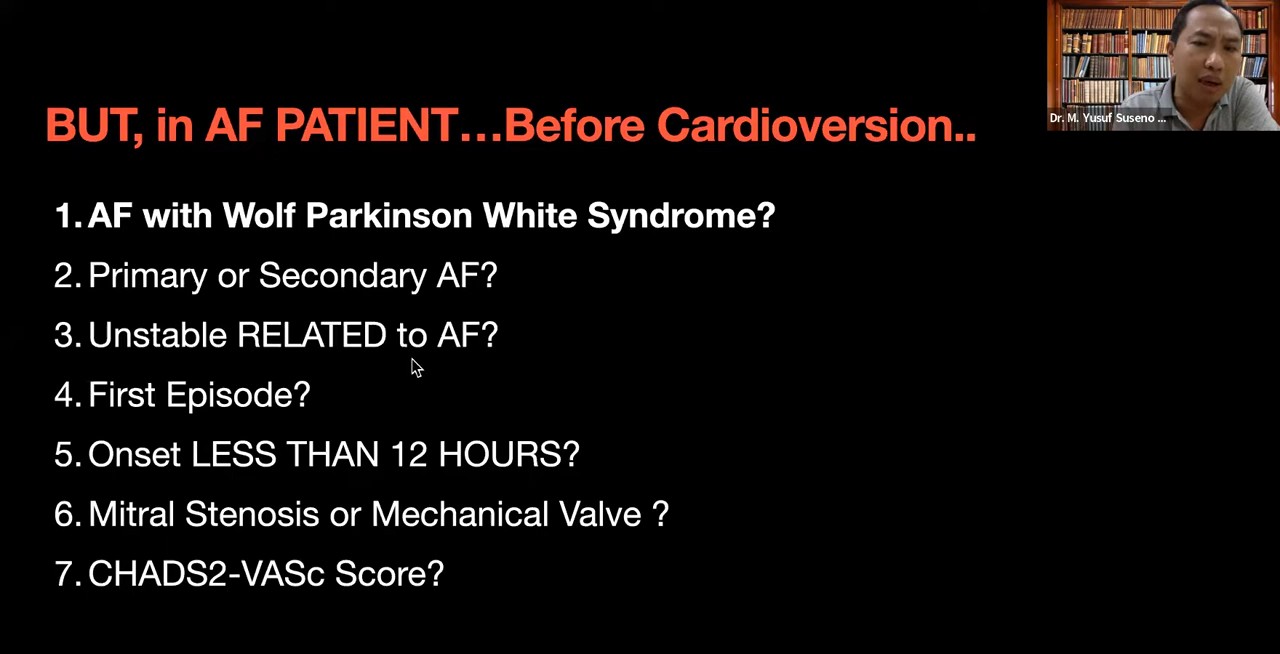 BUT, in AF PATIENT...Before Cardioversion..
Dr. M. Yusuf Suseno ...
1. AF with Wolf Parkinson White Syndrome?
2. Primary or Secondary AF?
3. Unstable RELATED to AF?
4. First Episode?
5. Onset LESS THAN 12 HOURS?
6. Mitral Stenosis or Mechanical Valve ?
7. CHADS2-VASc Score?